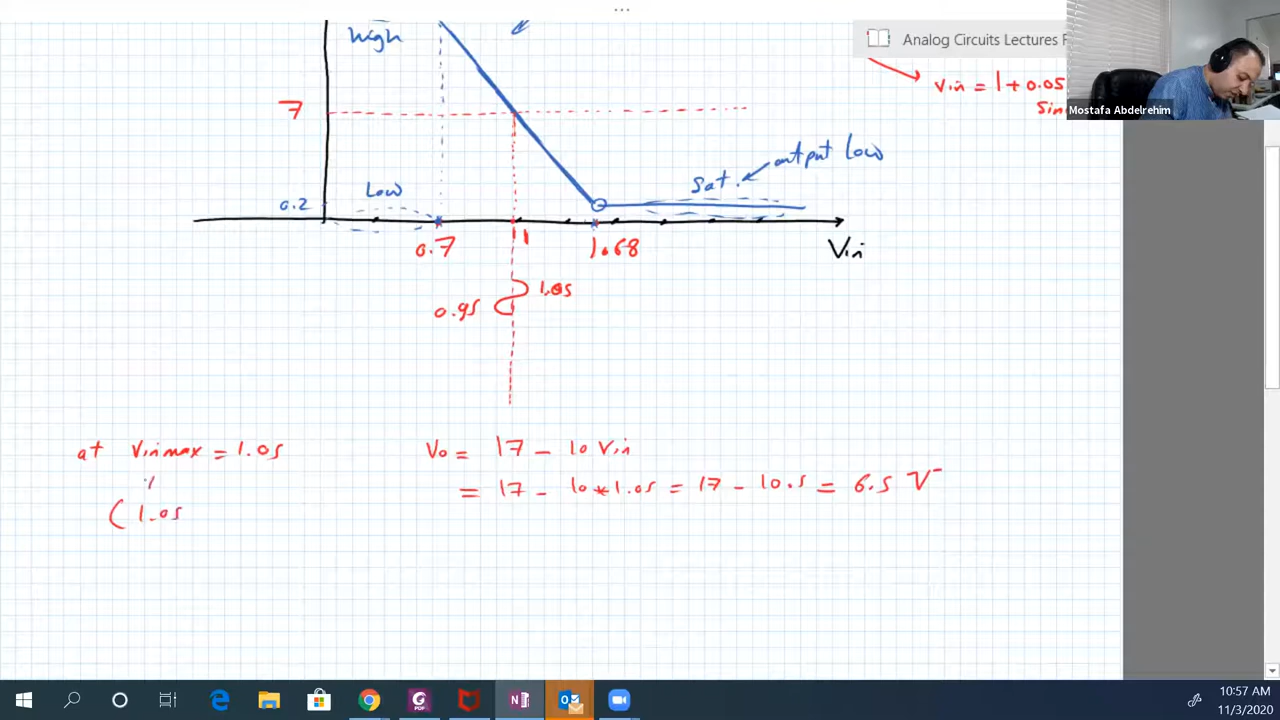 high
Analog Circuits Lectures F
Vin = 1 + 0.05
Sin
Mostafa Abdelrehim
7
output low
Sat.
Low
0.2
0.7
1
1.68
Vin
1.05
0.95
at Vinmax = 1.05
Vo = 17 - 10 Vin
= 17 - 10 * 1.05 = 17 - 10.5 = 6.5 V
( 1.05
10:57 AM
11/3/2020